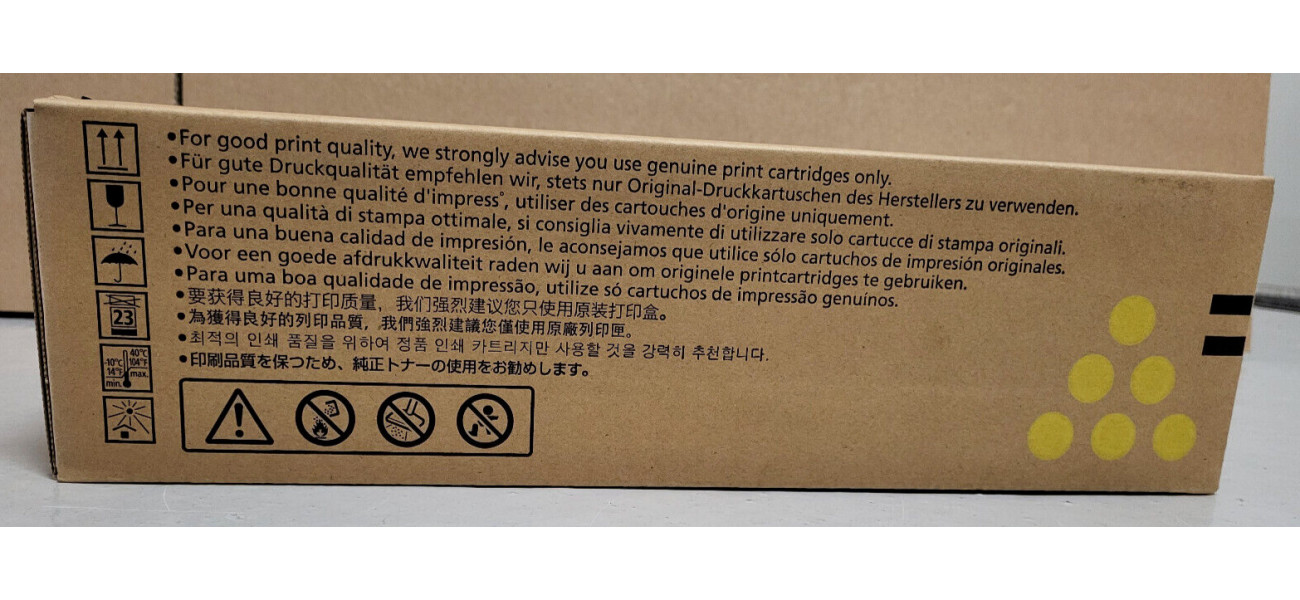 •For good print quality, we strongly advise you use genuine print cartridges only.
•Für gute Druckqualität empfehlen wir, stets nur Original-Druckkartuschen des Herstellers zu verwenden.
•Pour une bonne qualité d'impress°, utiliser des cartouches d'origine uniquement.
•Per una qualità di stampa ottimale, si consiglia vivamente di utilizzare solo cartucce di stampa originali.
•Para una buena calidad de impresión, le aconsejamos que utilice sólo cartuchos de impresión originales.
•Voor een goede afdrukkwaliteit raden wij u aan om originele printcartridges te gebruiken.
•Para uma boa qualidade de impressão, utilize só cartuchos de impressão genuínos.
•要获得良好的打印质量，我们强烈建议您只使用原装打印盒。
•為獲得良好的列印品質，我們強烈建議您僅使用原廠列印匣。
•최적의 인쇄 품질을 위하여 정품 인쇄 카트리지만 사용할 것을 강력히 추천합니다.
•印刷品質を保つため、純正トナーの使用をお勧めします。
23
40°C
-10°C 104°F
14°F max.
min.